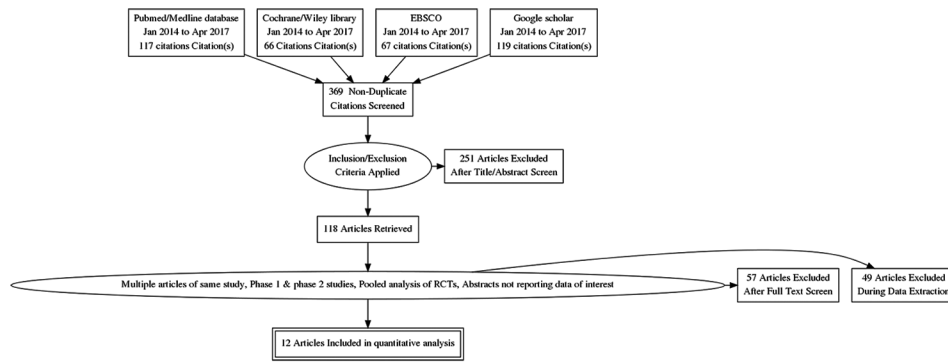 Pubmed/Medline database
Jan 2014 to Apr 2017
117 citations Citation(s)
Cochrane/Wiley library
Jan 2014 to Apr 2017
66 Citations Citation(s)
EBSCO
Jan 2014 to Apr 2017
67 citations Citation(s)
Google scholar
Jan 2014 to Apr 2017
119 citations Citation(s)
369 Non-Duplicate
Citations Screened
Inclusion/Exclusion
Criteria Applied
251 Articles Excluded
After Title/Abstract Screen
118 Articles Retrieved
Multiple articles of same study, Phase 1 & phase 2 studies, Pooled analysis of RCTs, Abstracts not reporting data of interest
57 Articles Excluded
After Full Text Screen
49 Articles Excluded
During Data Extraction
12 Articles Included in quantitative analysis